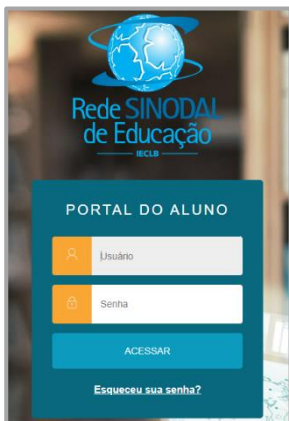 Rede SINODAL
de Educação
IECLB
PORTAL DO ALUNO
Usuário
Senha
ACESSAR
Esqueceu sua senha?